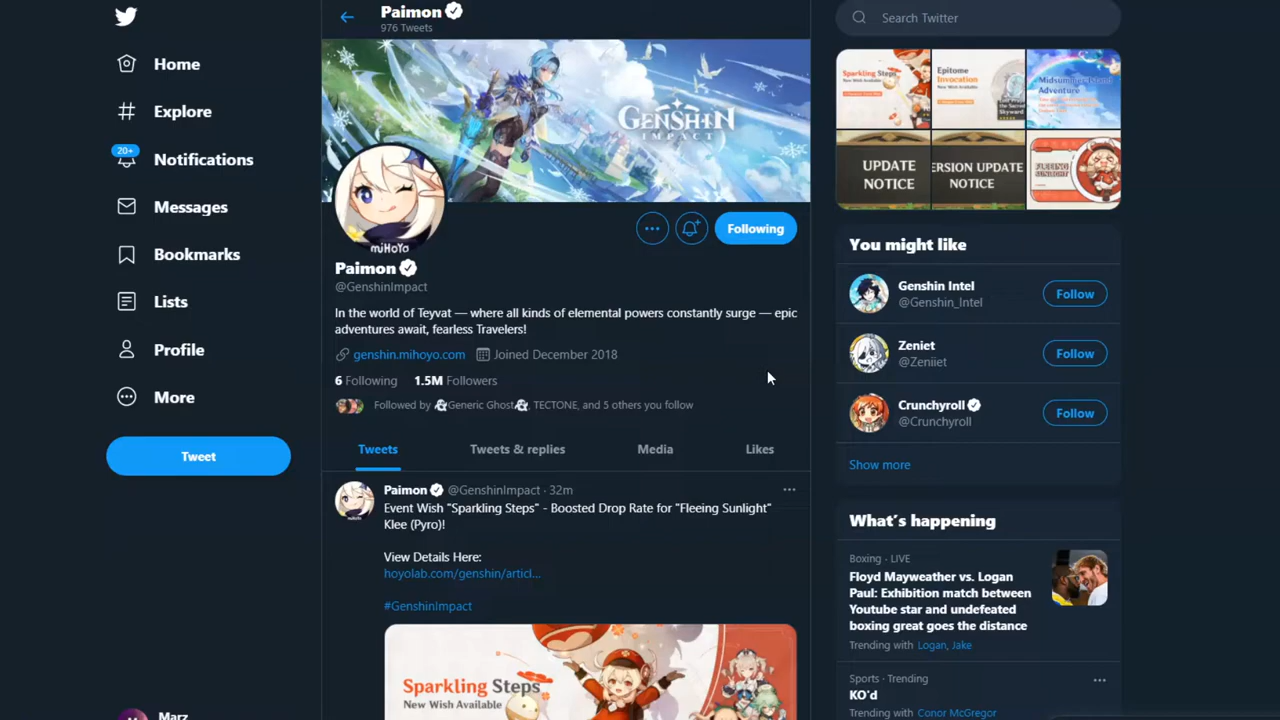 Home
Explore
20+
Notifications
Messages
Bookmarks
Lists
Profile
More
Tweet
Marz
Paimon
976 Tweets
GENSHIN
IMPACT
miHoYo
Following
Paimon
@GenshinImpact
In the world of Teyvat — where all kinds of elemental powers constantly surge — epic
adventures await, fearless Travelers!
genshin.mihoyo.com Joined December 2018
6 Following 1.5M Followers
Followed by 👻Generic Ghost👻, TECTONE, and 5 others you follow
Tweets Tweets & replies Media Likes
Paimon @GenshinImpact · 32m
Event Wish "Sparkling Steps" - Boosted Drop Rate for "Fleeing Sunlight"
Klee (Pyro)!
View Details Here:
hoyolab.com/genshin/articl...
#GenshinImpact
Sparkling Steps
New Wish Available
Search Twitter
Sparkling Steps
New Wish Available
Epitome
Invocation
New Wish Available
Midsummer Island
Adventure
UPDATE
NOTICE
ERSION UPDATE
NOTICE
FLEEING
SUNLIGHT
You might like
Genshin Intel
@Genshin_Intel
Follow
Zeniet
@Zeniiet
Follow
Crunchyroll
@Crunchyroll
Follow
Show more
What's happening
Boxing · LIVE
Floyd Mayweather vs. Logan
Paul: Exhibition match between
Youtube star and undefeated
boxing great goes the distance
Trending with Logan, Jake
Sports · Trending
KO'd
Trending with Conor McGregor